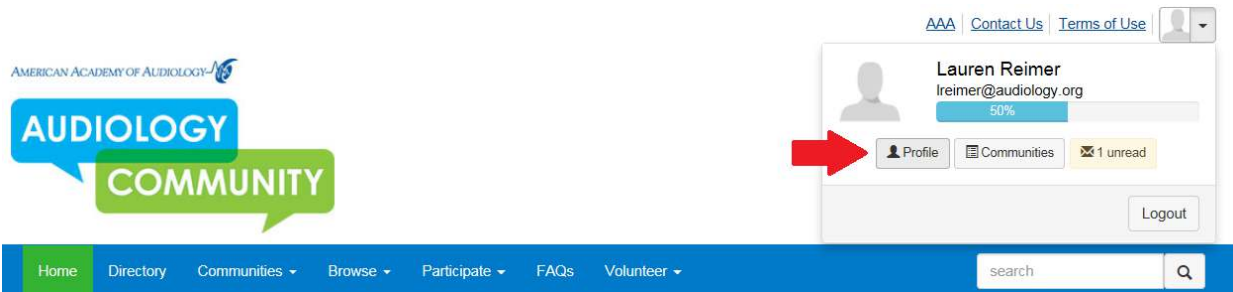 AAA Contact Us Terms of Use
AMERICAN ACADEMY OF AUDIOLOGY
AUDIOLOGY
COMMUNITY
Lauren Reimer
lreimer@audiology.org
50%
Profile Communities 1 unread
Logout
Home Directory Communities Browse Participate FAQs Volunteer search